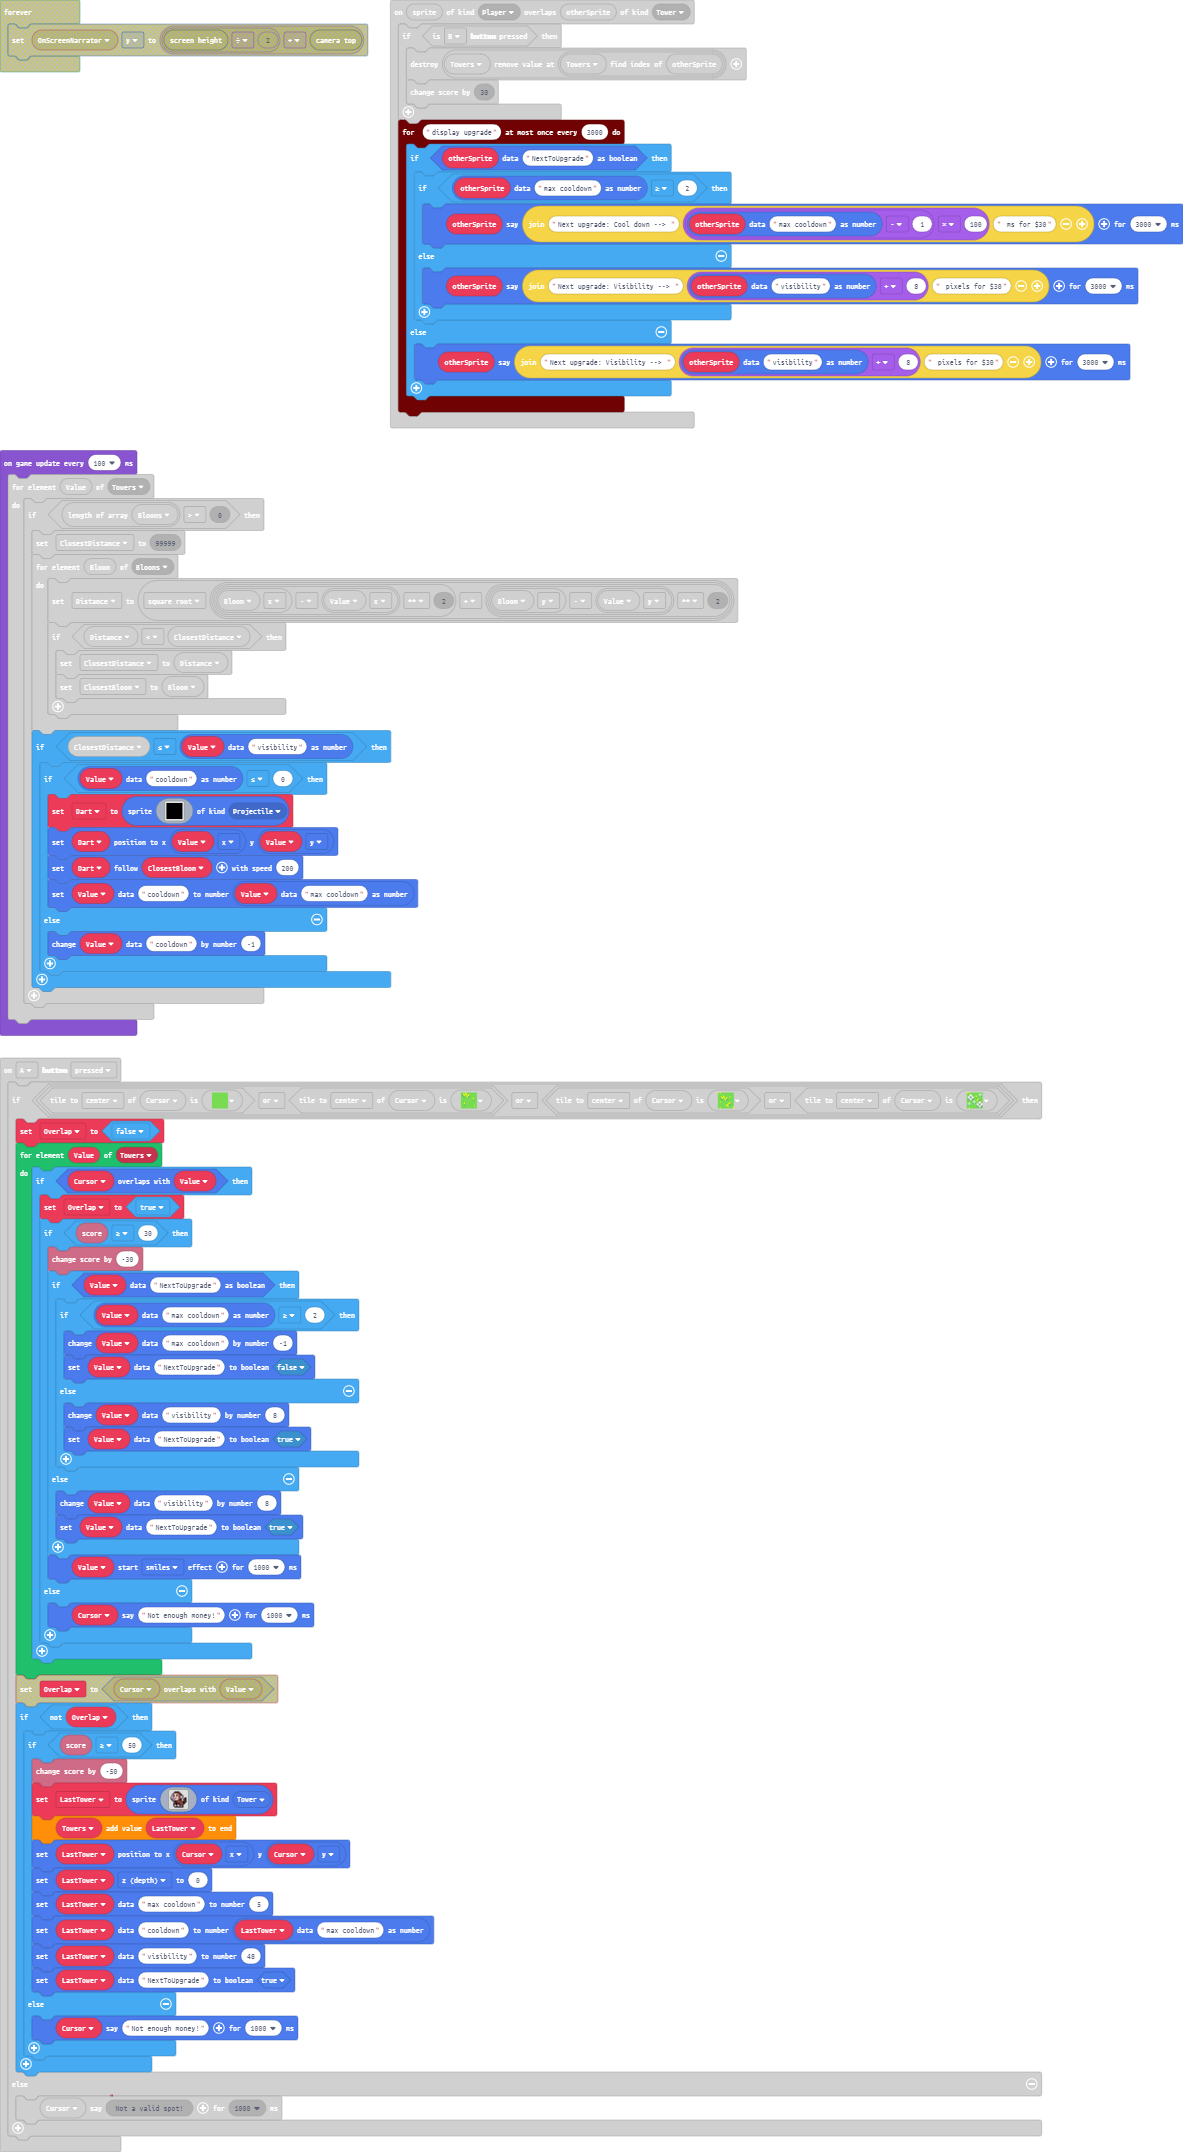 forever
set OnScreenNarrator y to screen height ÷ 2 + camera top
on sprite of kind Player overlaps otherSprite of kind Tower
if is B button pressed then
destroy Towers remove value at Towers find index of otherSprite
change score by 30
for "display upgrade" at most once every 3000 do
if otherSprite data "NextToUpgrade" as boolean then
if otherSprite data "max cooldown" as number ≥ 2 then
otherSprite say join "Next upgrade: Cool down --> " otherSprite data "max cooldown" as number - 1 × 100 " ms for $30" for 3000 ms
else
otherSprite say join "Next upgrade: Visibility --> " otherSprite data "visibility" as number + 8 " pixels for $30" for 3000 ms
else
otherSprite say join "Next upgrade: Visibility --> " otherSprite data "visibility" as number + 8 " pixels for $30" for 3000 ms
on game update every 100 ms
for element Value of Towers
do
if length of array Bloons > 0 then
set ClosestDistance to 99999
for element Bloon of Bloons
do
set Distance to square root Bloon x - Value x ** 2 + Bloon y - Value y ** 2
if Distance < ClosestDistance then
set ClosestDistance to Distance
set ClosestBloon to Bloon
if ClosestDistance ≤ Value data "visibility" as number then
if Value data "cooldown" as number ≤ 0 then
set Dart to sprite of kind Projectile
set Dart position to x Value x y Value y
set Dart follow ClosestBloon with speed 200
set Value data "cooldown" to number Value data "max cooldown" as number
else
change Value data "cooldown" by number -1
on A button pressed
if tile to center of Cursor is or tile to center of Cursor is or tile to center of Cursor is or tile to center of Cursor is then
set Overlap to false
for element Value of Towers
do
if Cursor overlaps with Value then
set Overlap to true
if score ≥ 30 then
change score by -30
if Value data "NextToUpgrade" as boolean then
if Value data "max cooldown" as number ≥ 2 then
change Value data "max cooldown" by number -1
set Value data "NextToUpgrade" to boolean false
else
change Value data "visibility" by number 8
set Value data "NextToUpgrade" to boolean true
else
change Value data "visibility" by number 8
set Value data "NextToUpgrade" to boolean true
Value start smiles effect for 1000 ms
else
Cursor say "Not enough money!" for 1000 ms
set Overlap to Cursor overlaps with Value
if not Overlap then
if score ≥ 50 then
change score by -50
set LastTower to sprite of kind Tower
Towers add value LastTower to end
set LastTower position to x Cursor x y Cursor y
set LastTower z (depth) to 0
set LastTower data "max cooldown" to number 5
set LastTower data "cooldown" to number LastTower data "max cooldown" as number
set LastTower data "visibility" to number 48
set LastTower data "NextToUpgrade" to boolean true
else
Cursor say "Not enough money!" for 1000 ms
else
Cursor say "Not a valid spot!" for 1000 ms